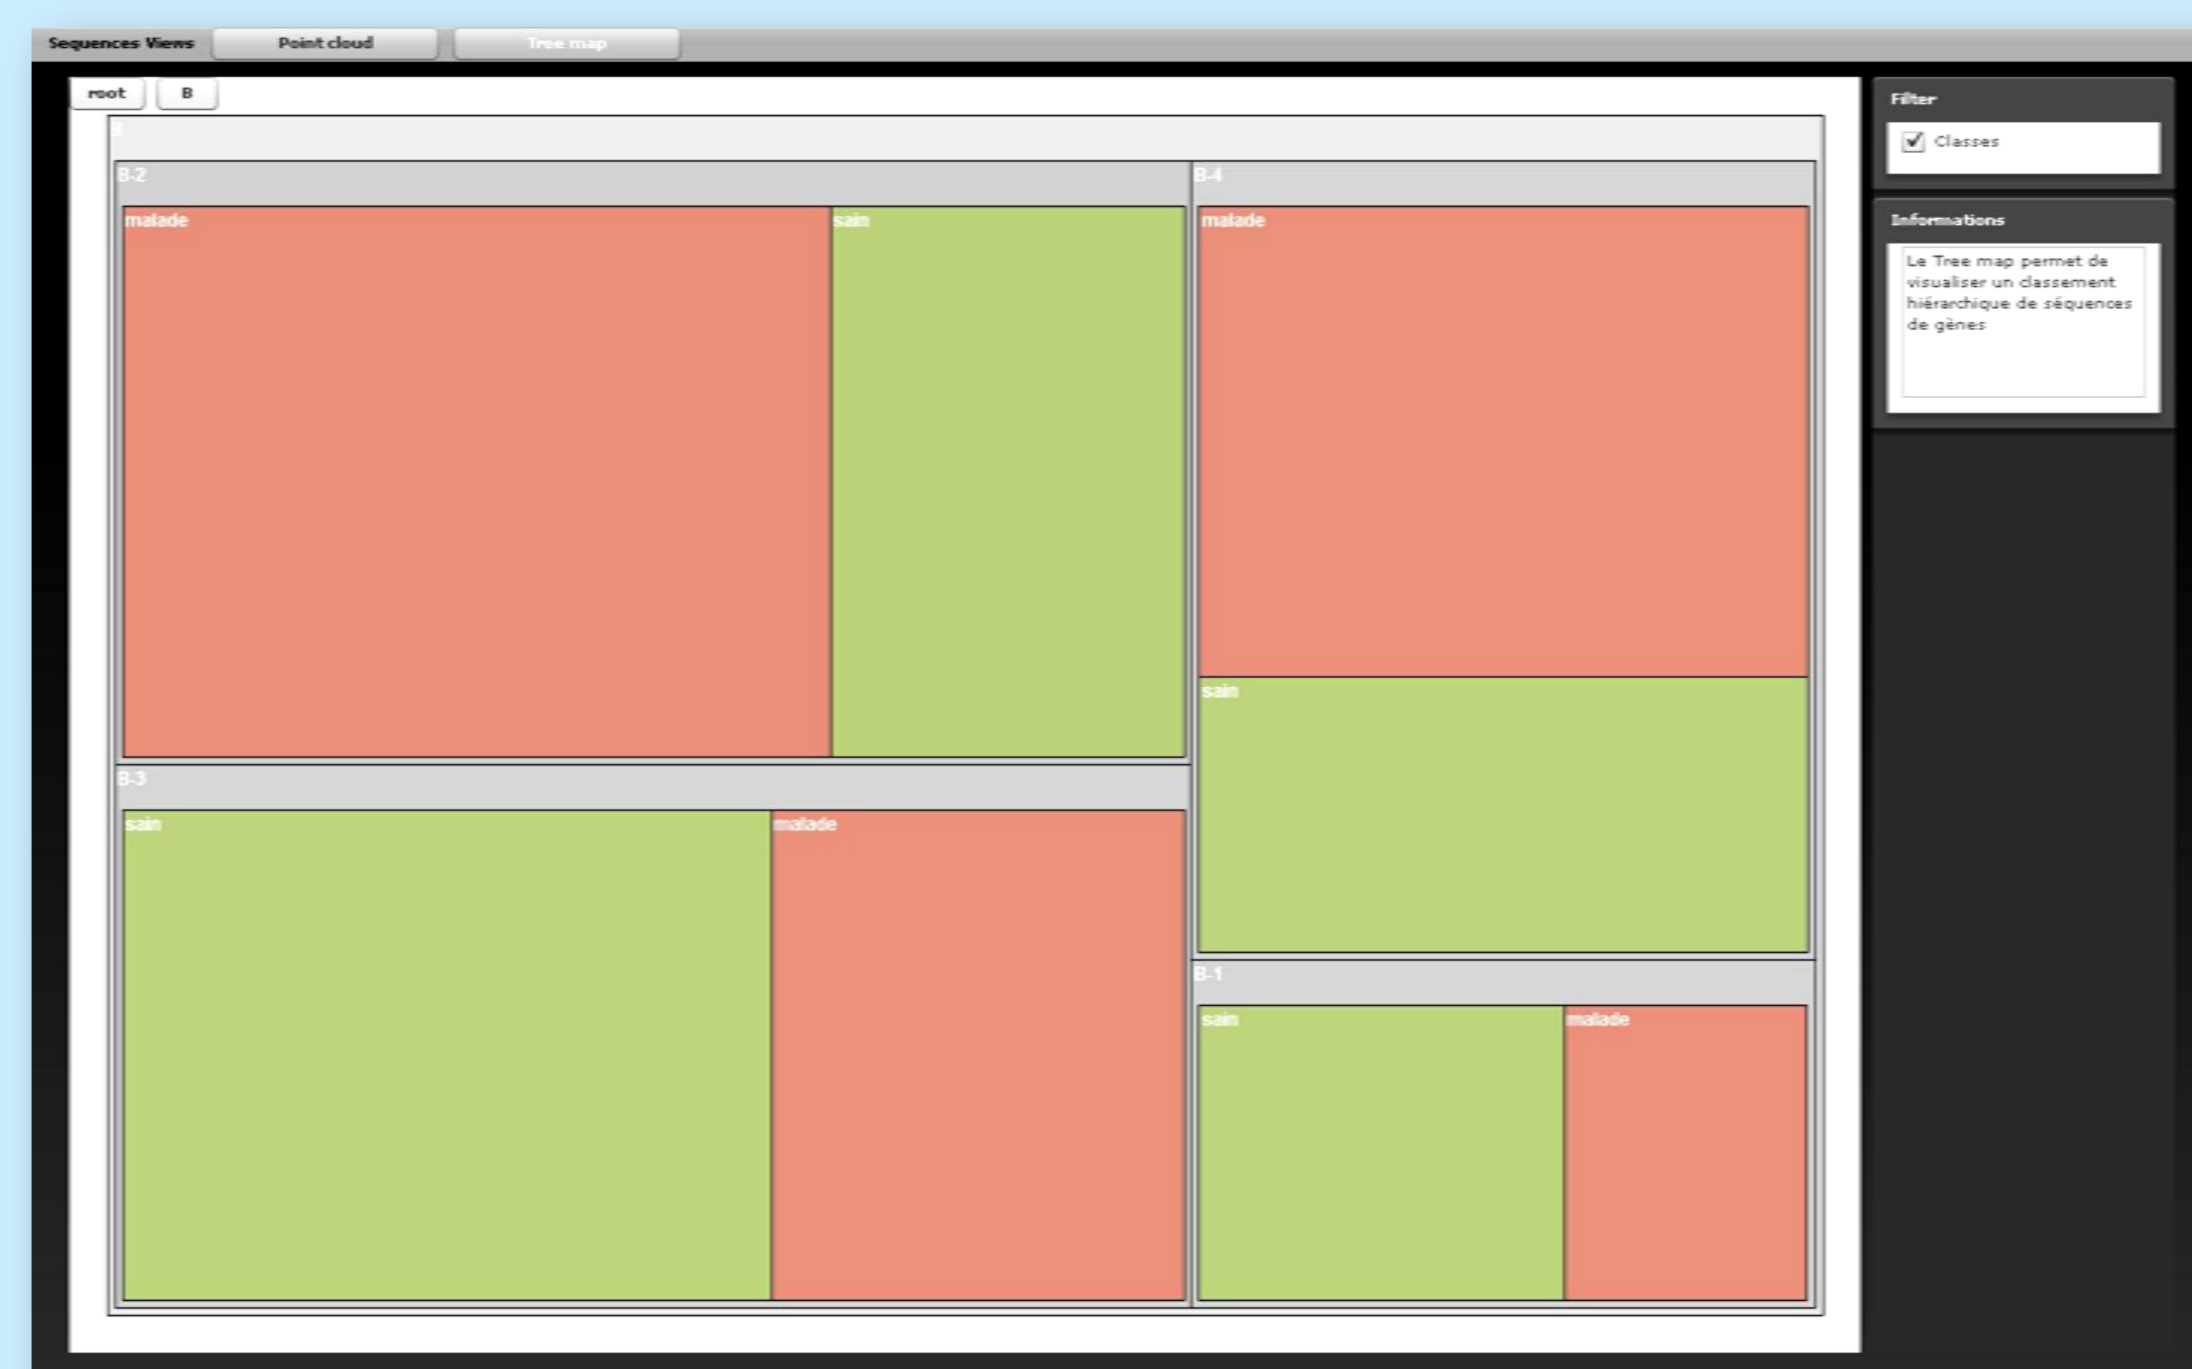 Sequences Views Point cloud Tree map
root B
B
B-2
malade
sain
B-3
sain
malade
B-4
malade
sain
B-1
sain
malade
Filter
Classes
Informations
Le Tree map permet de
visualiser un classement
hiérarchique de séquences
de gènes